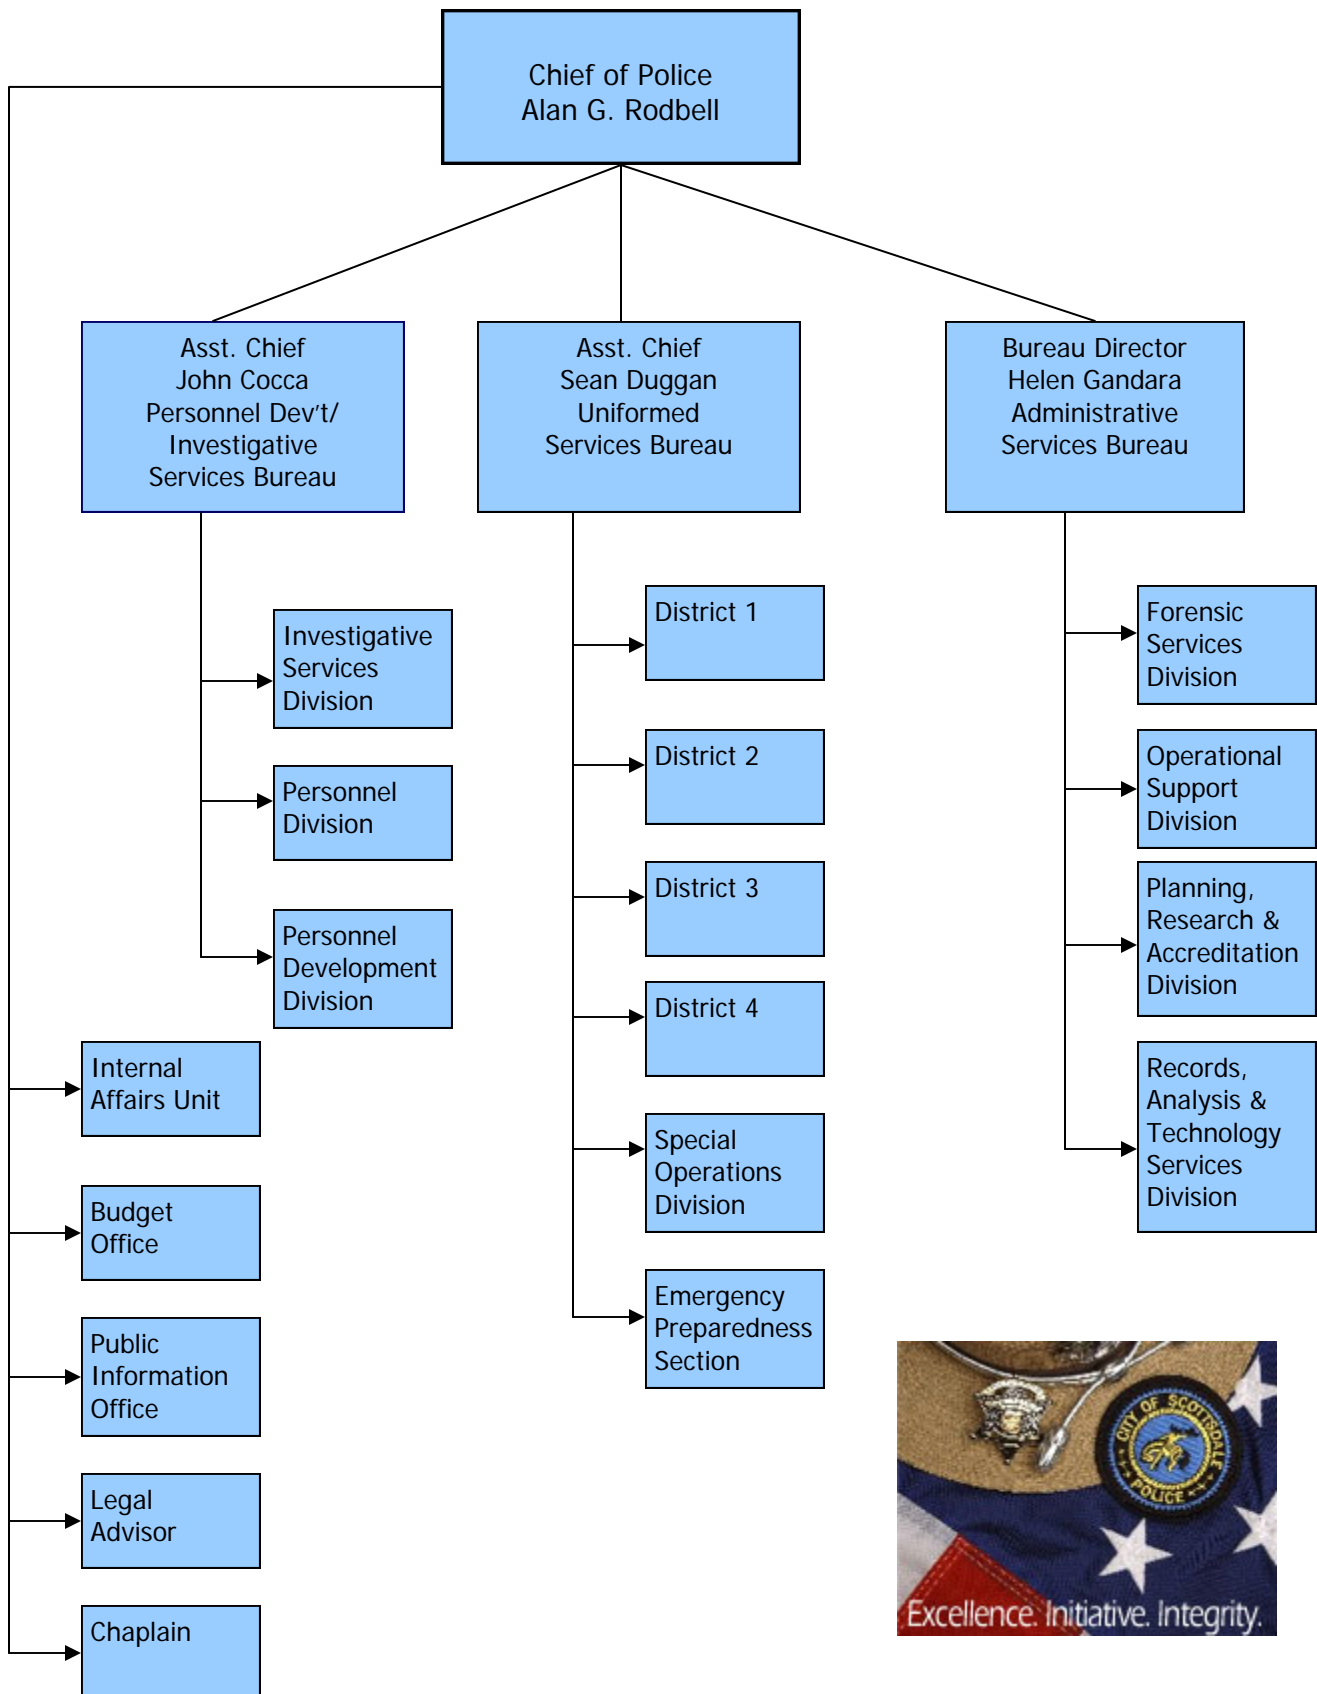 Chief of Police
Alan G. Rodbell
Asst. Chief
John Cocca
Personnel Dev't/
Investigative
Services Bureau
Asst. Chief
Sean Duggan
Uniformed
Services Bureau
Bureau Director
Helen Gandara
Administrative
Services Bureau
Investigative
Services
Division
Personnel
Division
Personnel
Development
Division
District 1
District 2
District 3
District 4
Special
Operations
Division
Emergency
Preparedness
Section
Forensic
Services
Division
Operational
Support
Division
Planning,
Research &
Accreditation
Division
Records,
Analysis &
Technology
Services
Division
Internal
Affairs Unit
Budget
Office
Public
Information
Office
Legal
Advisor
Chaplain
CITY OF SCOTTSDALE
POLICE
Excellence. Initiative. Integrity.